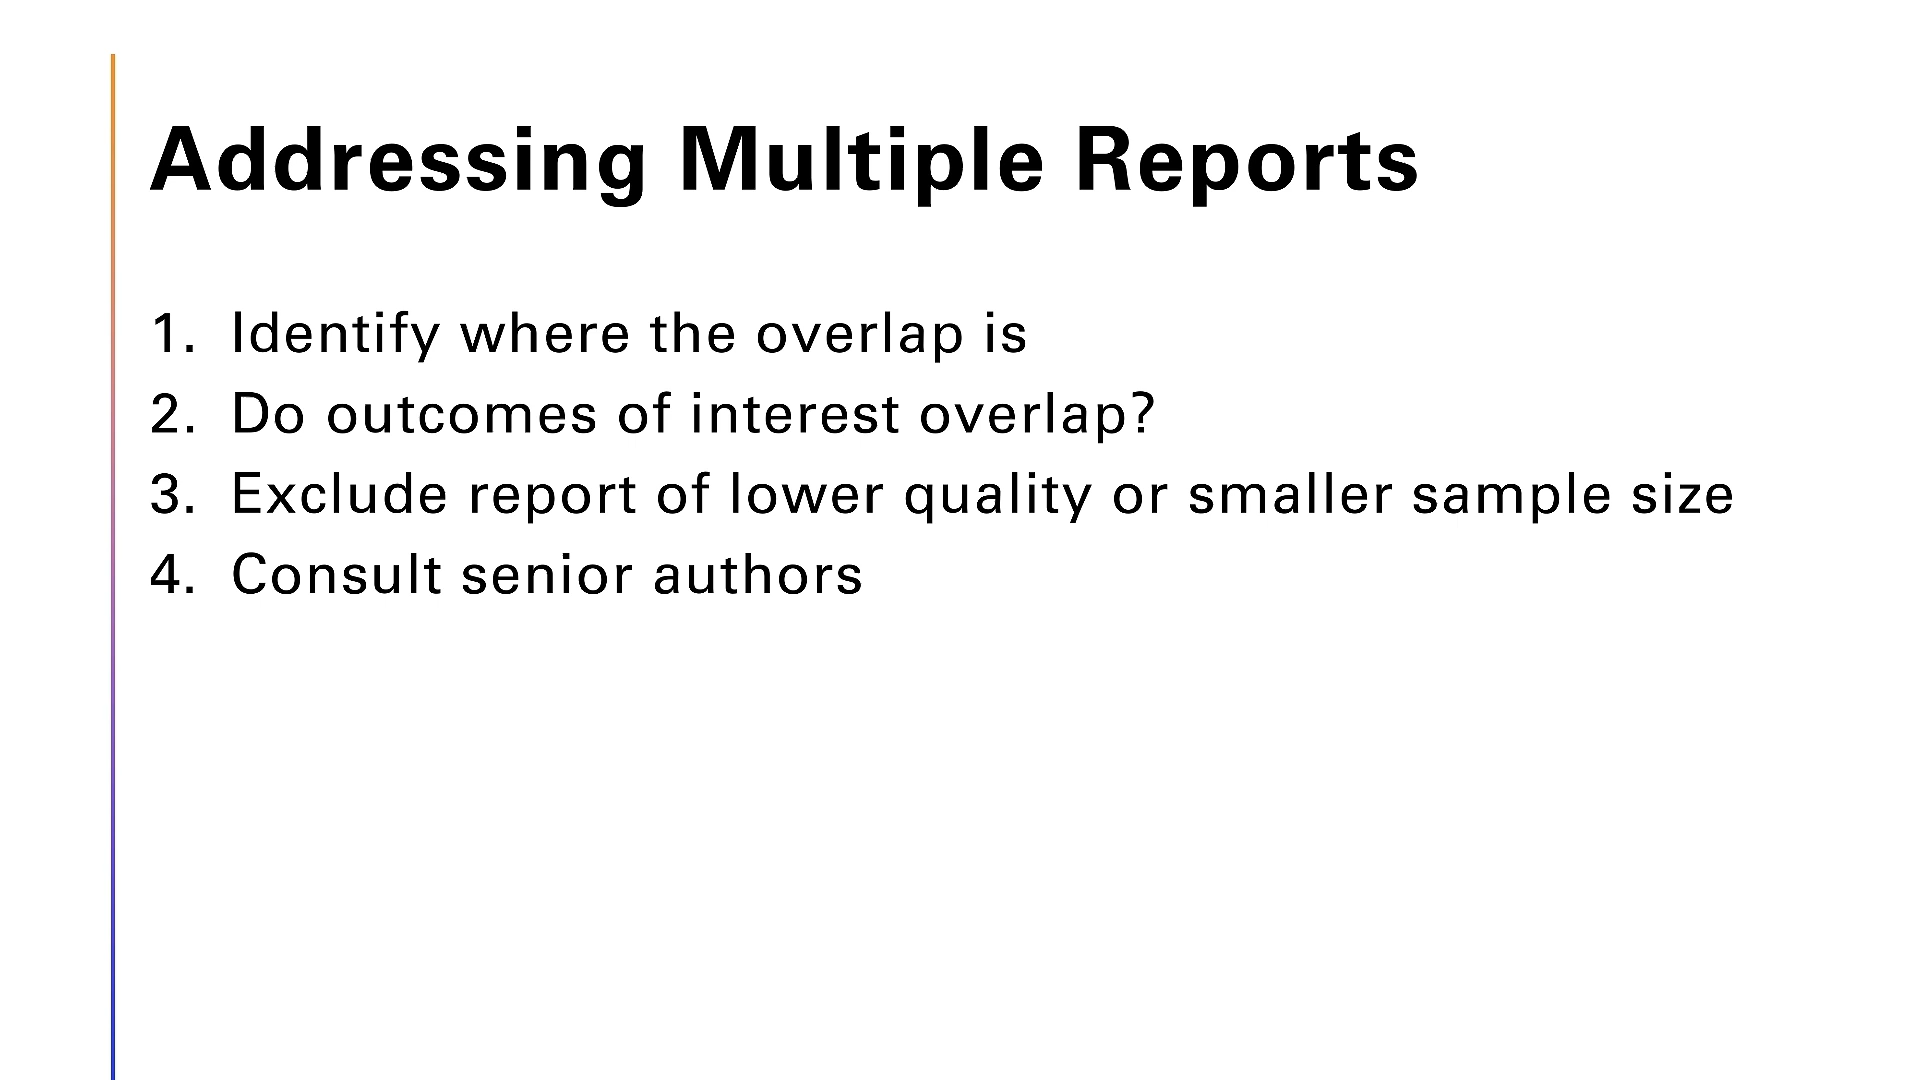 Addressing Multiple Reports
1. Identify where the overlap is
2. Do outcomes of interest overlap?
3. Exclude report of lower quality or smaller sample size
4. Consult senior authors